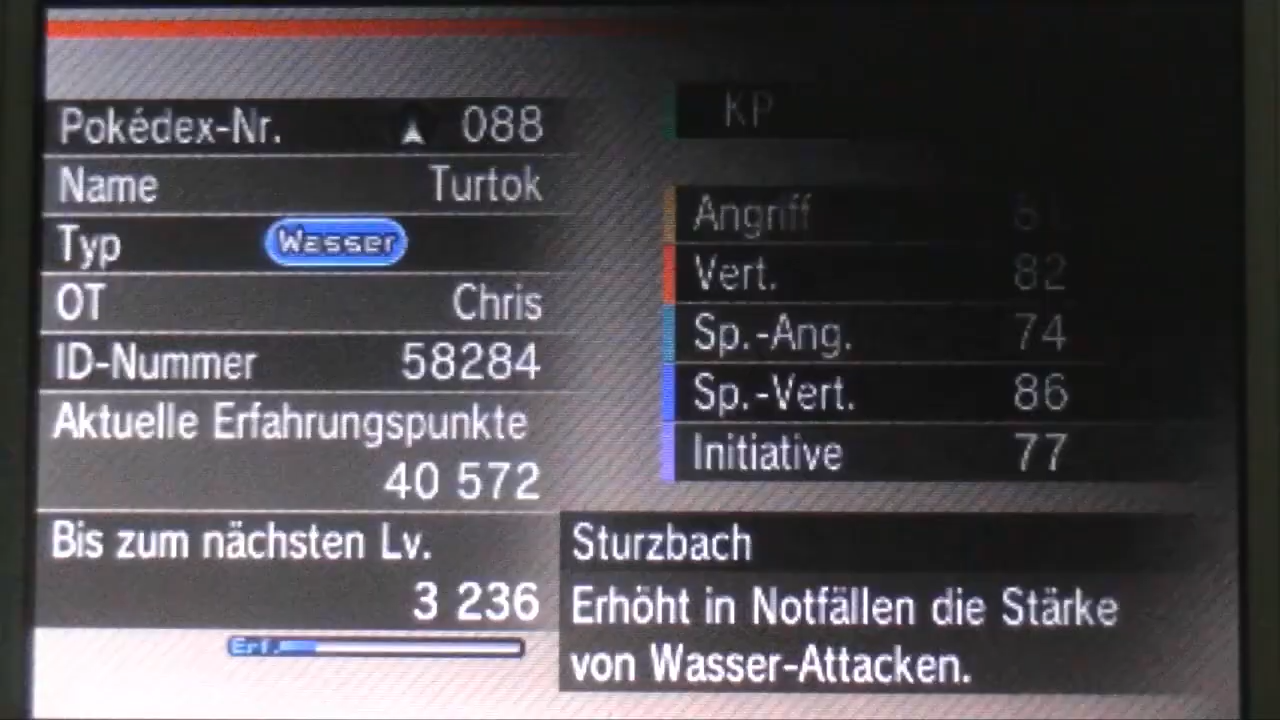 Pokédex-Nr. 088
Name Turtok
Typ Wasser
OT Chris
ID-Nummer 58284
Aktuelle Erfahrungspunkte
40 572
Bis zum nächsten Lv.
3 236
Erf.
KP
Angriff
Vert. 82
Sp.-Ang. 74
Sp.-Vert. 86
Initiative 77
Sturzbach
Erhöht in Notfällen die Stärke
von Wasser-Attacken.